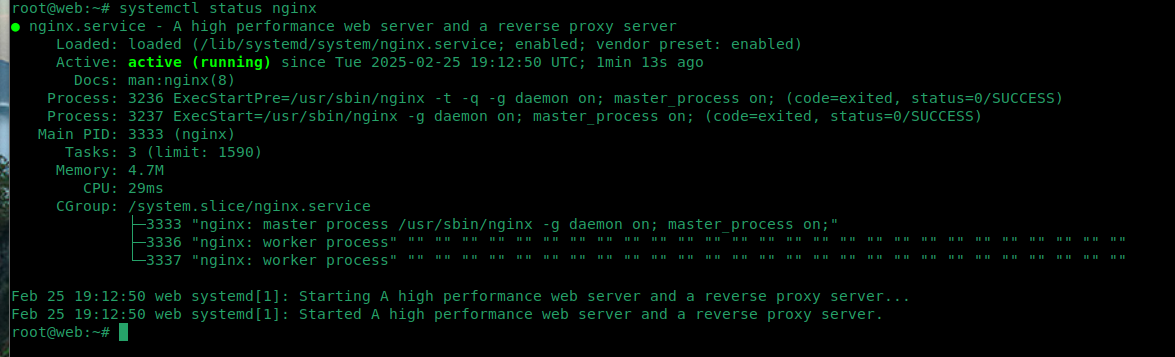 root@web:~# systemctl status nginx
● nginx.service - A high performance web server and a reverse proxy server
     Loaded: loaded (/lib/systemd/system/nginx.service; enabled; vendor preset: enabled)
     Active: active (running) since Tue 2025-02-25 19:12:50 UTC; 1min 13s ago
       Docs: man:nginx(8)
    Process: 3236 ExecStartPre=/usr/sbin/nginx -t -q -g daemon on; master_process on; (code=exited, status=0/SUCCESS)
    Process: 3237 ExecStart=/usr/sbin/nginx -g daemon on; master_process on; (code=exited, status=0/SUCCESS)
   Main PID: 3333 (nginx)
      Tasks: 3 (limit: 1590)
     Memory: 4.7M
        CPU: 29ms
     CGroup: /system.slice/nginx.service
             ├─3333 "nginx: master process /usr/sbin/nginx -g daemon on; master_process on;"
             ├─3336 "nginx: worker process" "" "" "" "" "" "" "" "" "" "" "" "" "" "" "" "" "" "" "" "" "" "" "" "" "" "" ""
             └─3337 "nginx: worker process" "" "" "" "" "" "" "" "" "" "" "" "" "" "" "" "" "" "" "" "" "" "" "" "" "" "" ""

Feb 25 19:12:50 web systemd[1]: Starting A high performance web server and a reverse proxy server...
Feb 25 19:12:50 web systemd[1]: Started A high performance web server and a reverse proxy server.
root@web:~#